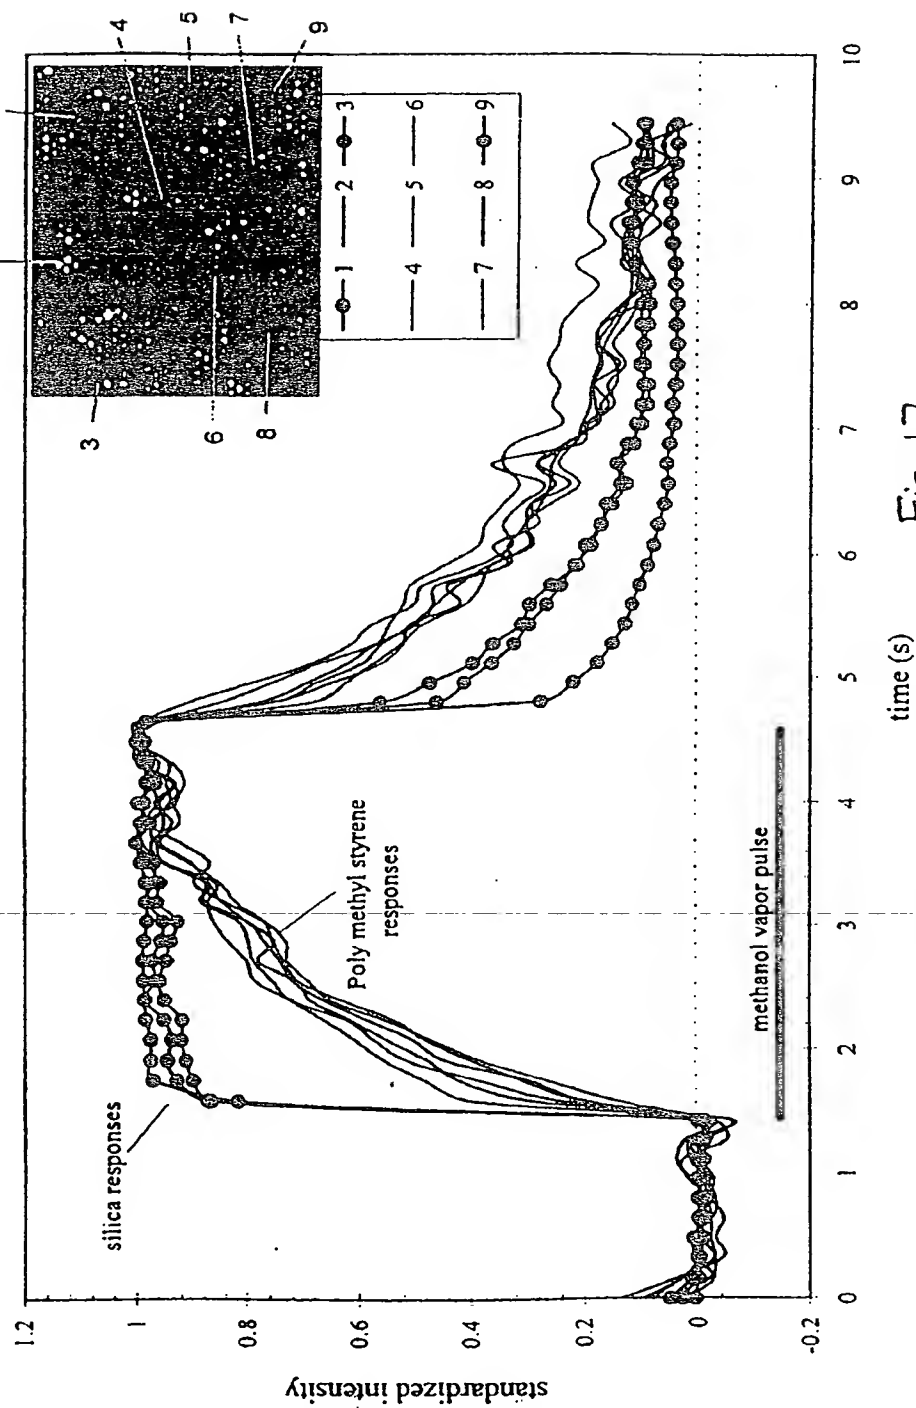 4
5
7
9
3
6
8
1 2 3
4 5 6
7 8 9
silica responses
Poly methyl styrene
responses
methanol vapor pulse
standardized intensity
1.2
1
0.8
0.6
0.4
0.2
0
-0.2
0 1 2 3 4 5 6 7 8 9 10
time (s)